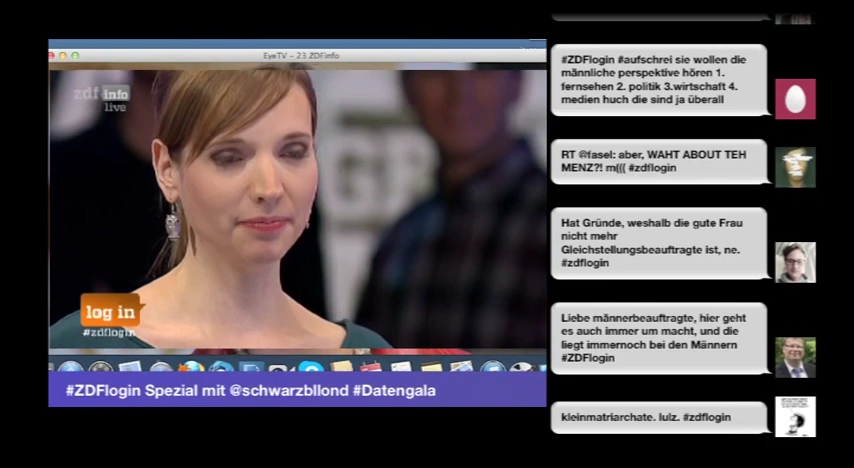 EyeTV – 23 ZDFinfo
zdf info
live
log in
#zdflogin
#ZDFlogin Spezial mit @schwarzbllond #Datengala
#ZDFlogin #aufschrei sie wollen die
männliche perspektive hören 1.
fernsehen 2. politik 3.wirtschaft 4.
medien huch die sind ja überall
RT @fasel: aber, WAHT ABOUT TEH
MENZ?! m((( #zdflogin
Hat Gründe, weshalb die gute Frau
nicht mehr
Gleichstellungsbeauftragte ist, ne.
#zdflogin
Liebe männerbeauftragte, hier geht
es auch immer um macht, und die
liegt immernoch bei den Männern
#ZDFlogin
kleinmatriarchate. lulz. #zdflogin